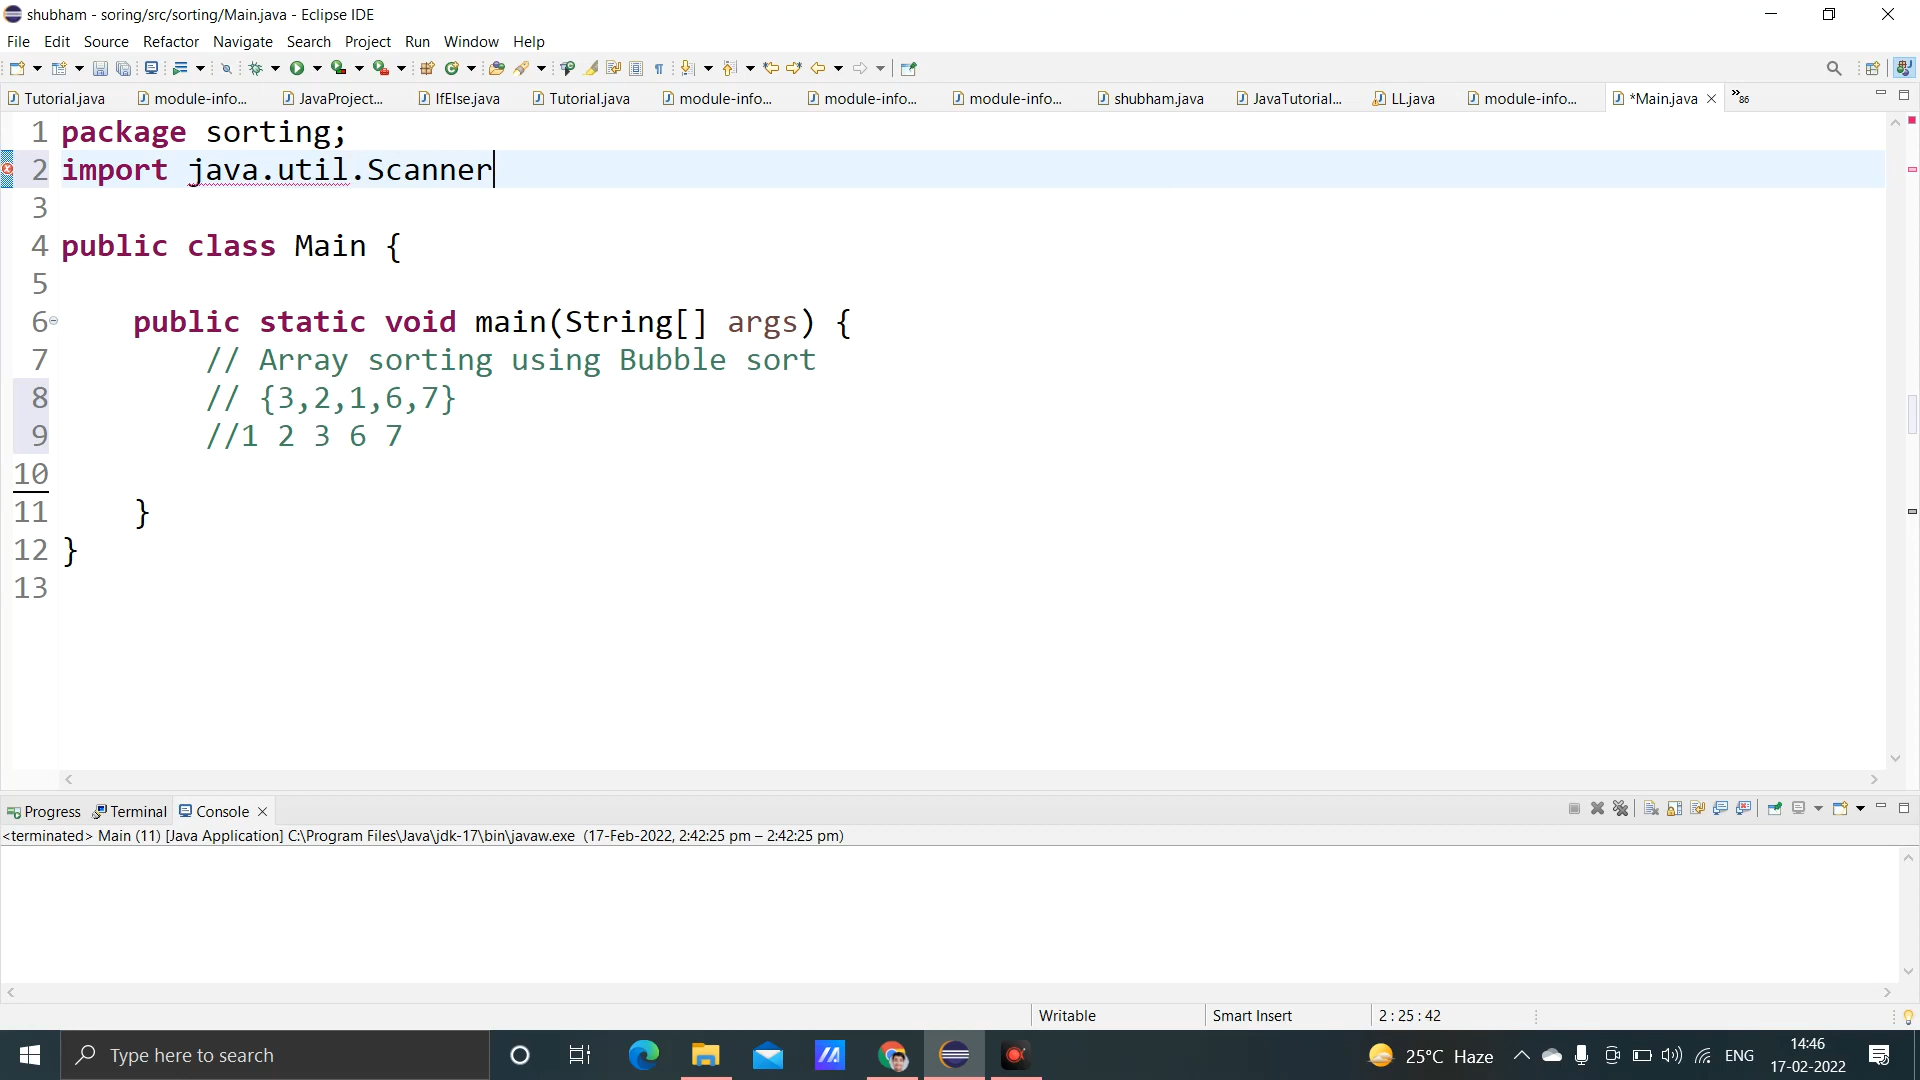 shubham - soring/src/sorting/Main.java - Eclipse IDE
File Edit Source Refactor Navigate Search Project Run Window Help
Tutorial.java module-info... JavaProject... IfElse.java Tutorial.java module-info... module-info... module-info... shubham.java JavaTutorial... LL.java module-info... *Main.java »86
1 package sorting;
2 import java.util.Scanner
3
4 public class Main {
5
6 public static void main(String[] args) {
7 // Array sorting using Bubble sort
8 // {3,2,1,6,7}
9 //1 2 3 6 7
10
11 }
12 }
13
Progress Terminal Console
<terminated> Main (11) [Java Application] C:\Program Files\Java\jdk-17\bin\javaw.exe (17-Feb-2022, 2:42:25 pm – 2:42:25 pm)
Writable Smart Insert 2 : 25 : 42
Type here to search 25°C Haze ENG 14:46
17-02-2022